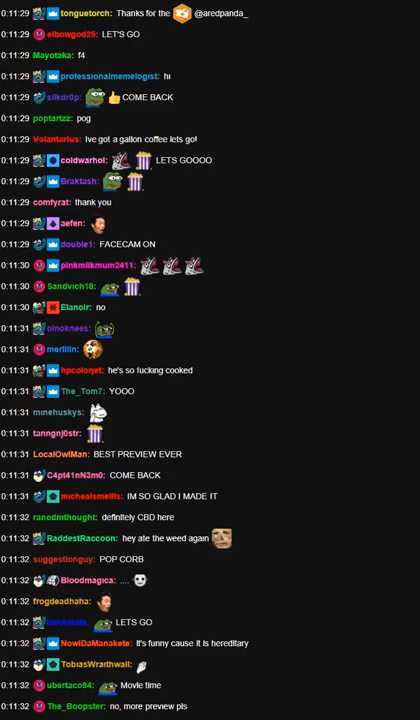 0:11:29 tonguetorch: Thanks for the @aredpanda_
0:11:29 elbowgod25: LET'S GO
0:11:29 Mayotaka: f4
0:11:29 professionalmemelogist: hi
0:11:29 silkdr0p: COME BACK
0:11:29 poptartzz: pog
0:11:29 Volantarius: Ive got a gallon coffee lets go!
0:11:29 coldwarhol: LETS GOOOO
0:11:29 Braktash:
0:11:29 comfyrat: thank you
0:11:29 aefen:
0:11:29 double1: FACECAM ON
0:11:30 pinkmilkmum2411:
0:11:30 Sandvich18:
0:11:30 Elanoir: no
0:11:31 oinoknees:
0:11:31 merlilin:
0:11:31 hpcolorjet: he's so fucking cooked
0:11:31 The_Tom7: YOOO
0:11:31 minehuskys:
0:11:31 tanngnj0str:
0:11:31 LocalOwlMan: BEST PREVIEW EVER
0:11:31 C4pt41nN3m0: COME BACK
0:11:31 michealsmells: IM SO GLAD I MADE IT
0:11:32 ranodmthought: definitely CBD here
0:11:32 RaddestRaccoon: hey ate the weed again
0:11:32 suggestionguy: POP CORB
0:11:32 Bloodmagica: ....
0:11:32 frogdeadhaha:
0:11:32 LETS GO
0:11:32 NowIDaManakete: it's funny cause it is hereditary
0:11:32 TobiasWraithwall:
0:11:32 ubertaco94: Movie time
0:11:32 The_Boopster: no, more preview pls